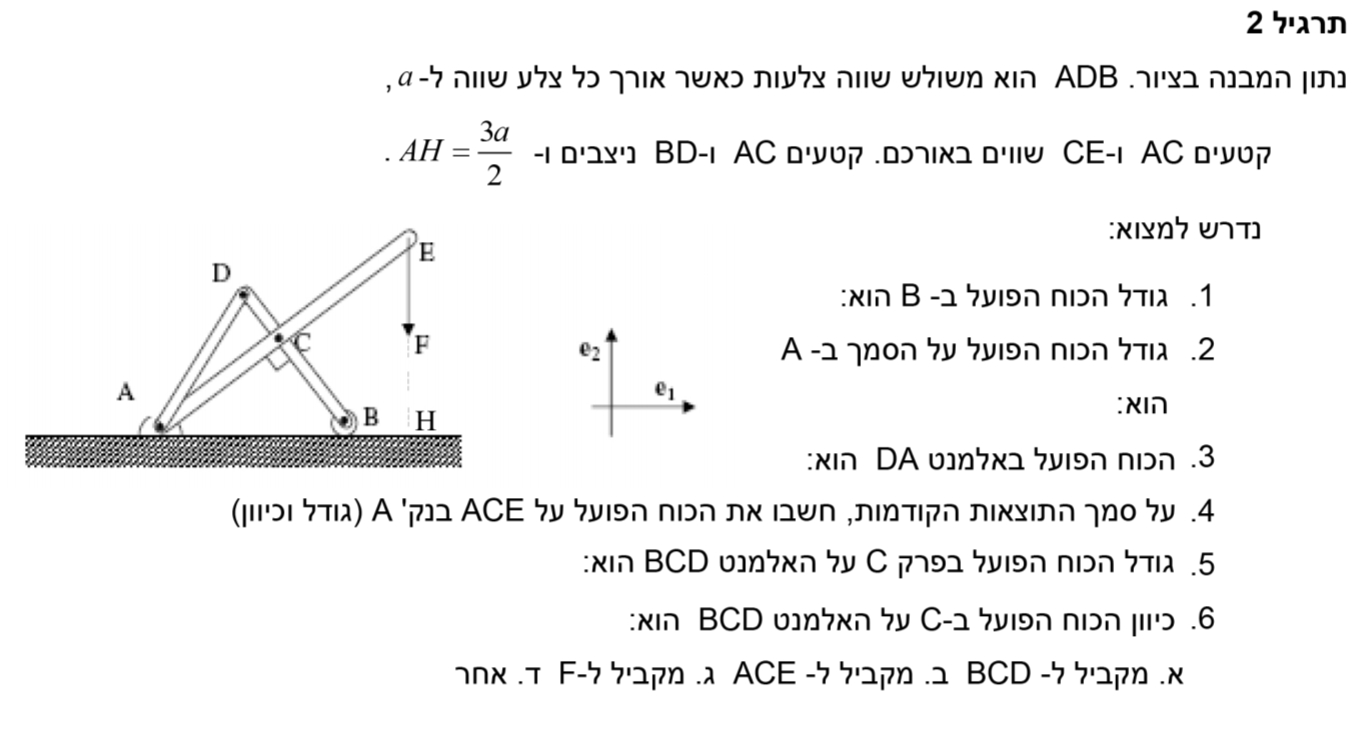 תרגיל 2
נתון המבנה בציור. ADB הוא משולש שווה צלעות כאשר אורך כל צלע שווה ל- a,
קטעים AC ו-CE שווים באורכם. קטעים AC ו-BD ניצבים ו- AH = 3a/2 .
נדרש למצוא:
1. גודל הכוח הפועל ב- B הוא:
2. גודל הכוח הפועל על הסמך ב- A
הוא:
3. הכוח הפועל באלמנט DA הוא:
4. על סמך התוצאות הקודמות, חשבו את הכוח הפועל על ACE בנק' A (גודל וכיוון)
5. גודל הכוח הפועל בפרק C על האלמנט BCD הוא:
6. כיוון הכוח הפועל ב-C על האלמנט BCD הוא:
א. מקביל ל- BCD ב. מקביל ל- ACE ג. מקביל ל-F ד. אחר
E
D
C
F
A
B
H
e2
e1